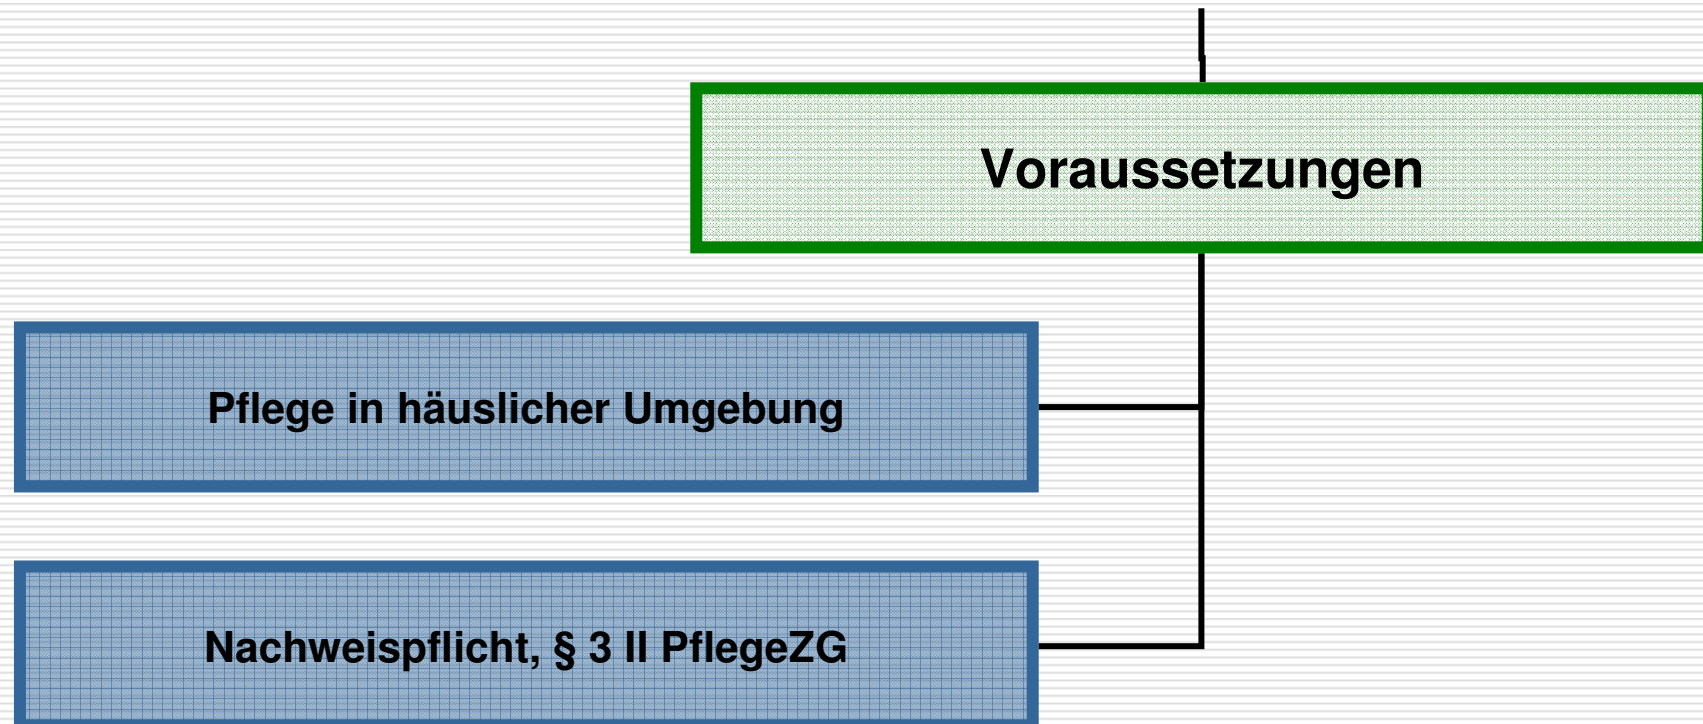 Voraussetzungen
Pflege in häuslicher Umgebung
Nachweispflicht, § 3 II PflegeZG